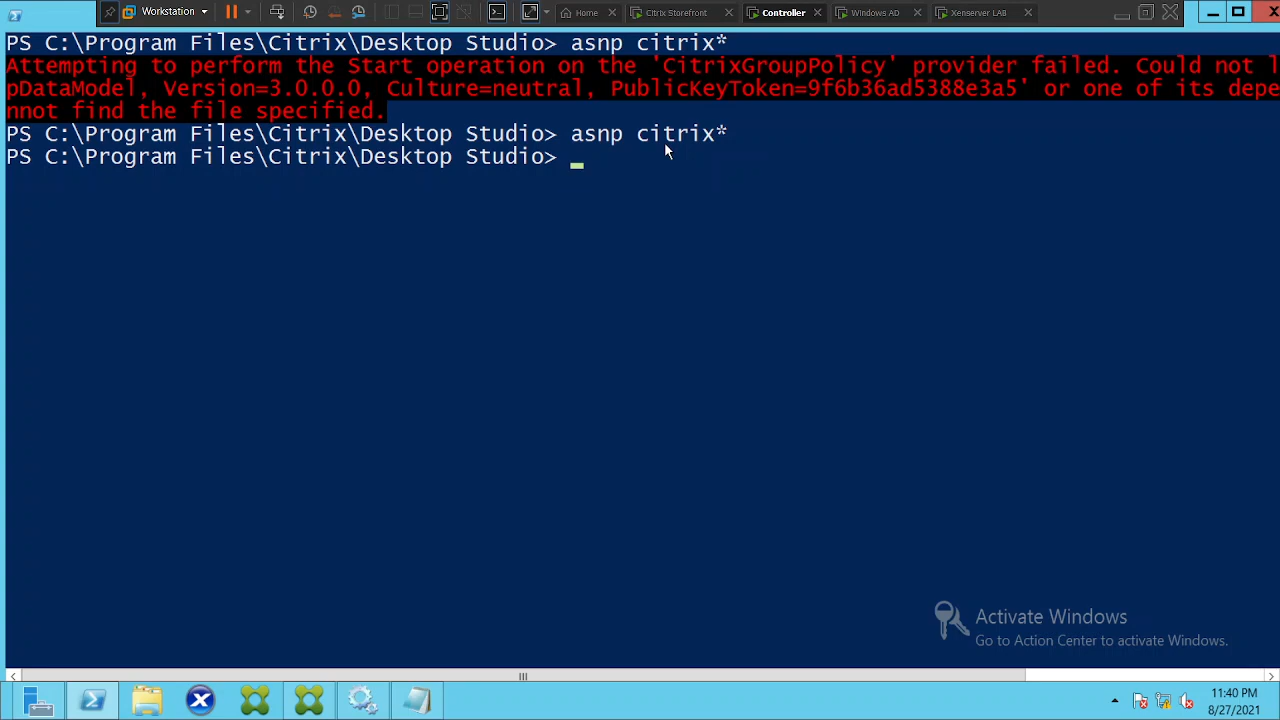 Workstation
Home
Citrix Storefront
Controller
Windows AD
Xenserver LAB
PS C:\Program Files\Citrix\Desktop Studio> asnp citrix*
Attempting to perform the Start operation on the 'CitrixGroupPolicy' provider failed. Could not l
pDataModel, Version=3.0.0.0, Culture=neutral, PublicKeyToken=9f6b36ad5388e3a5' or one of its depe
nnot find the file specified.
PS C:\Program Files\Citrix\Desktop Studio> asnp citrix*
PS C:\Program Files\Citrix\Desktop Studio>
Activate Windows
Go to Action Center to activate Windows.
11:40 PM
8/27/2021